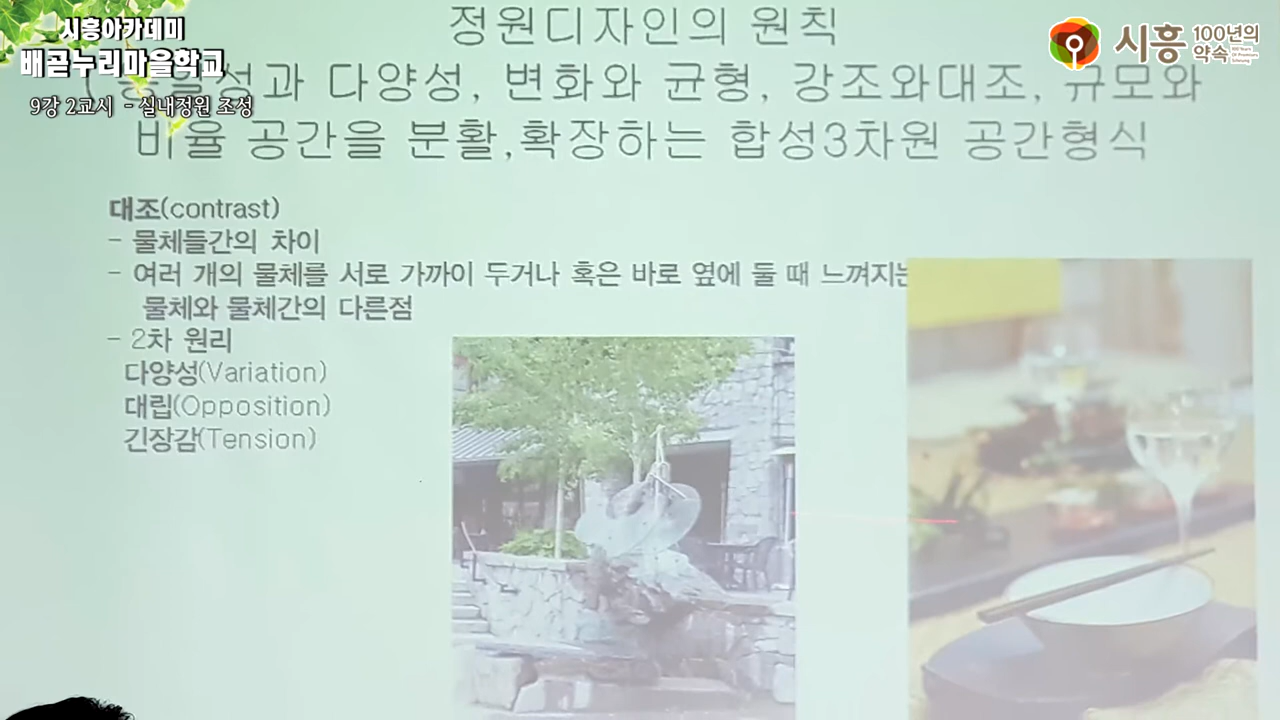 시흥아카데미
배곧누리마을학교
9강 2교시 - 실내정원 조성
시흥 100년의 약속
정원디자인의 원칙
과 다양성, 변화와 균형, 강조와대조, 규모와
비율 공간을 분활,확장하는 합성3차원 공간형식
대조(contrast)
- 물체들간의 차이
- 여러 개의 물체를 서로 가까이 두거나 혹은 바로 옆에 둘 때 느껴지는
물체와 물체간의 다른점
- 2차 원리
다양성(Variation)
대립(Opposition)
긴장감(Tension)